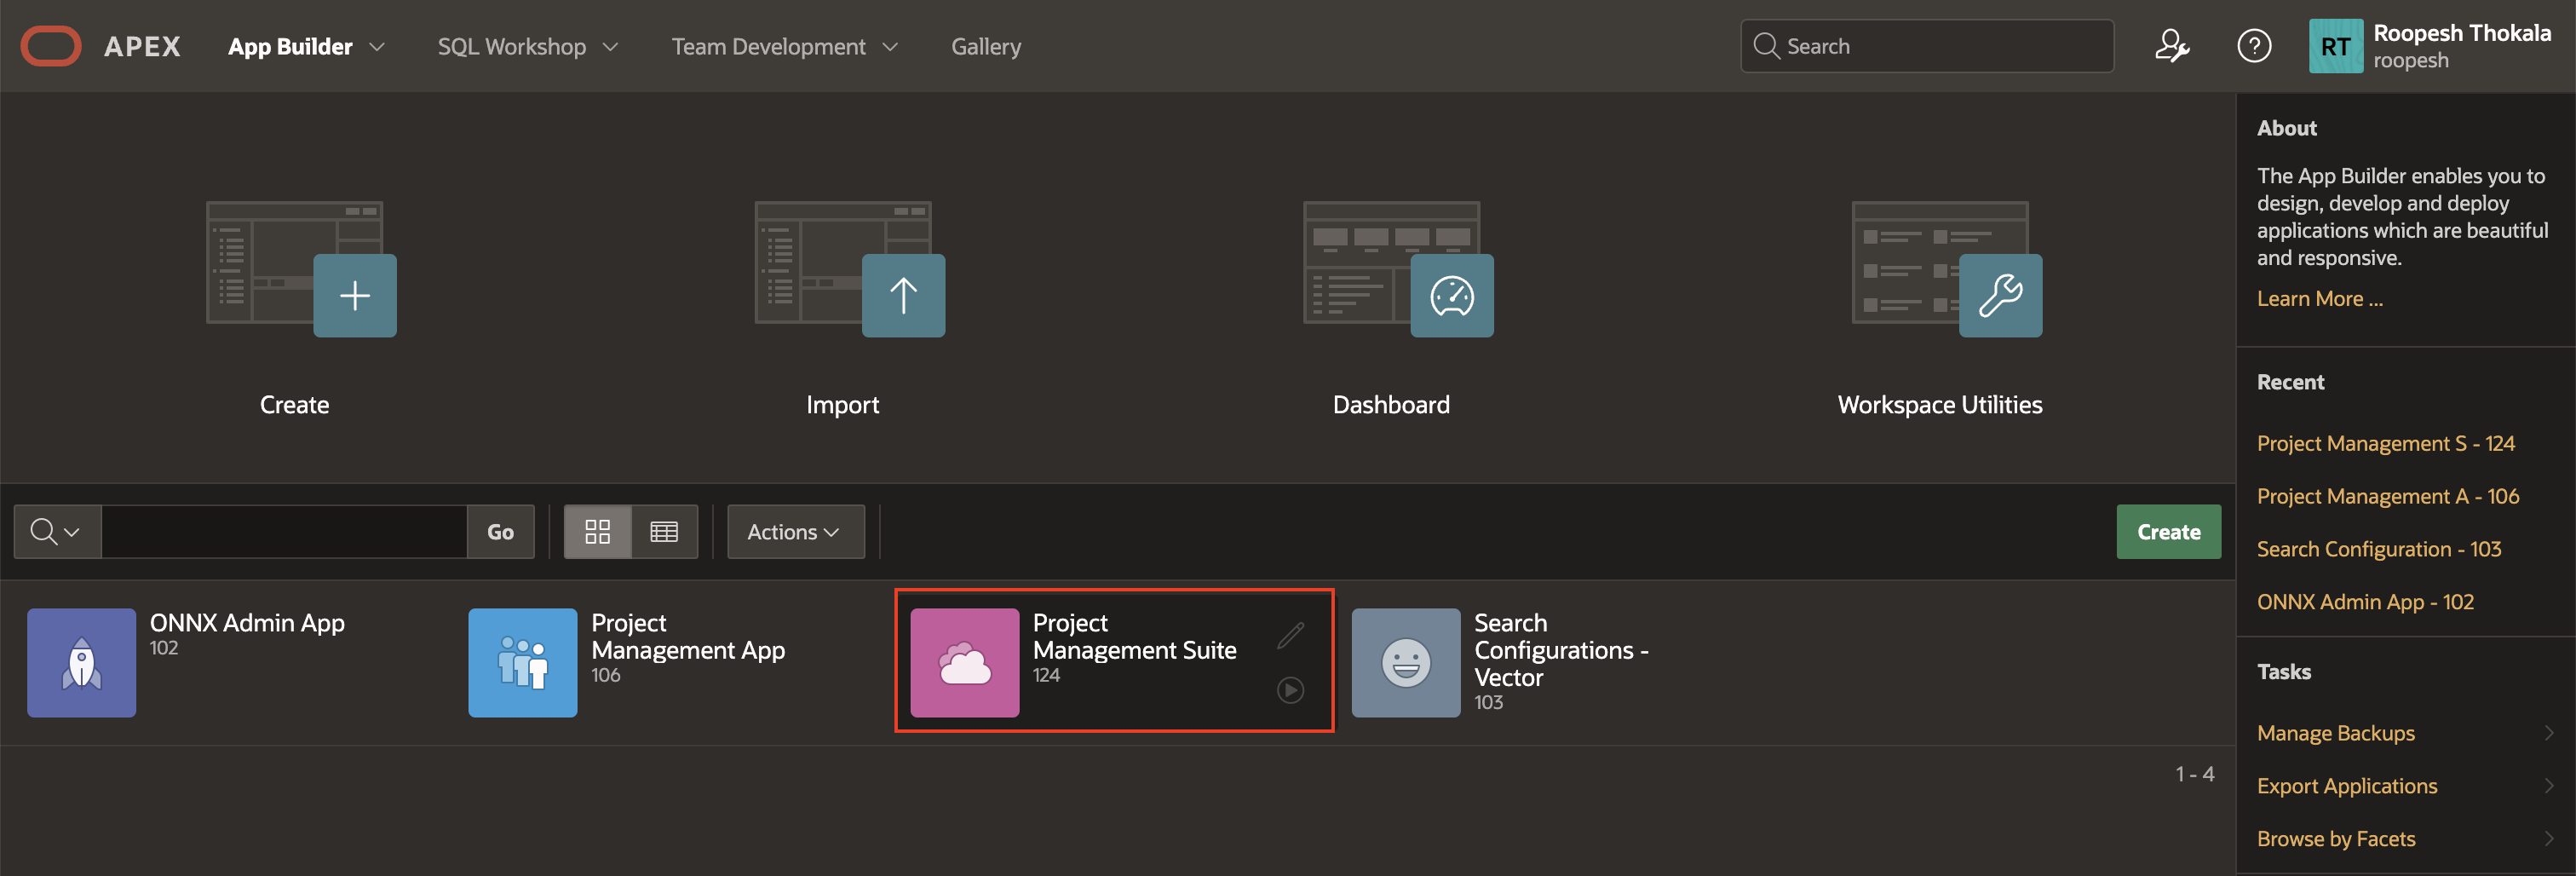 APEX App Builder SQL Workshop Team Development Gallery Search RT Roopesh Thokala
roopesh
Create Import Dashboard Workspace Utilities
Go Actions Create
ONNX Admin App
102
Project
Management App
106
Project
Management Suite
124
Search
Configurations -
Vector
103
1 - 4
About
The App Builder enables you to
design, develop and deploy
applications which are beautiful
and responsive.
Learn More ...
Recent
Project Management S - 124
Project Management A - 106
Search Configuration - 103
ONNX Admin App - 102
Tasks
Manage Backups
Export Applications
Browse by Facets